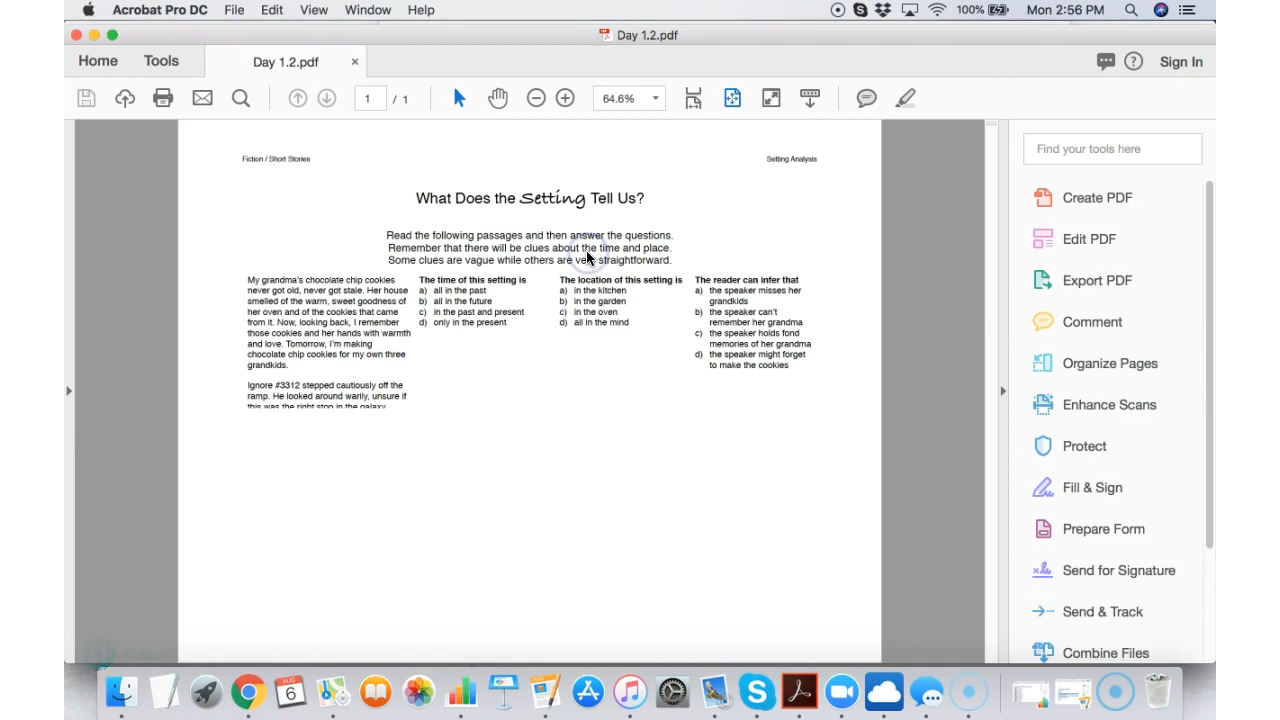 Acrobat Pro DC File Edit View Window Help 100% Mon 2:56 PM
Day 1.2.pdf
Home Tools Day 1.2.pdf × Sign In
1 / 1 64.6%
Fiction / Short Stories Setting Analysis
What Does the Setting Tell Us?
Read the following passages and then answer the questions.
Remember that there will be clues about the time and place.
Some clues are vague while others are very straightforward.
My grandma's chocolate chip cookies
never got old, never got stale. Her house
smelled of the warm, sweet goodness of
her oven and of the cookies that came
from it. Now, looking back, I remember
those cookies and her hands with warmth
and love. Tomorrow, I'm making
chocolate chip cookies for my own three
grandkids.
Ignore #3312 stepped cautiously off the
ramp. He looked around warily, unsure if
this was the right stop in the galaxy
The time of this setting is
a) all in the past
b) all in the future
c) in the past and present
d) only in the present
The location of this setting is
a) in the kitchen
b) in the garden
c) in the oven
d) all in the mind
The reader can infer that
a) the speaker misses her
grandkids
b) the speaker can't
remember her grandma
c) the speaker holds fond
memories of her grandma
d) the speaker might forget
to make the cookies
Find your tools here
Create PDF
Edit PDF
Export PDF
Comment
Organize Pages
Enhance Scans
Protect
Fill & Sign
Prepare Form
Send for Signature
Send & Track
Combine Files
AUG
6